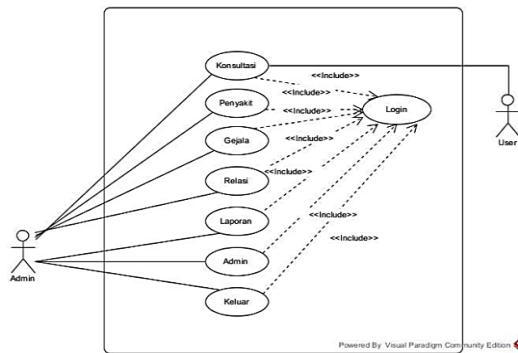 Konsultasi
<<Include>>
Penyakit
<<Include>>
Login
<<Include>>
User
Gejala
Relasi
<<Include>>
Laporan
<<Include>>
Admin
<<Include>>
Admin
<<Include>>
Keluar
Powered By Visual Paradigm Community Edition